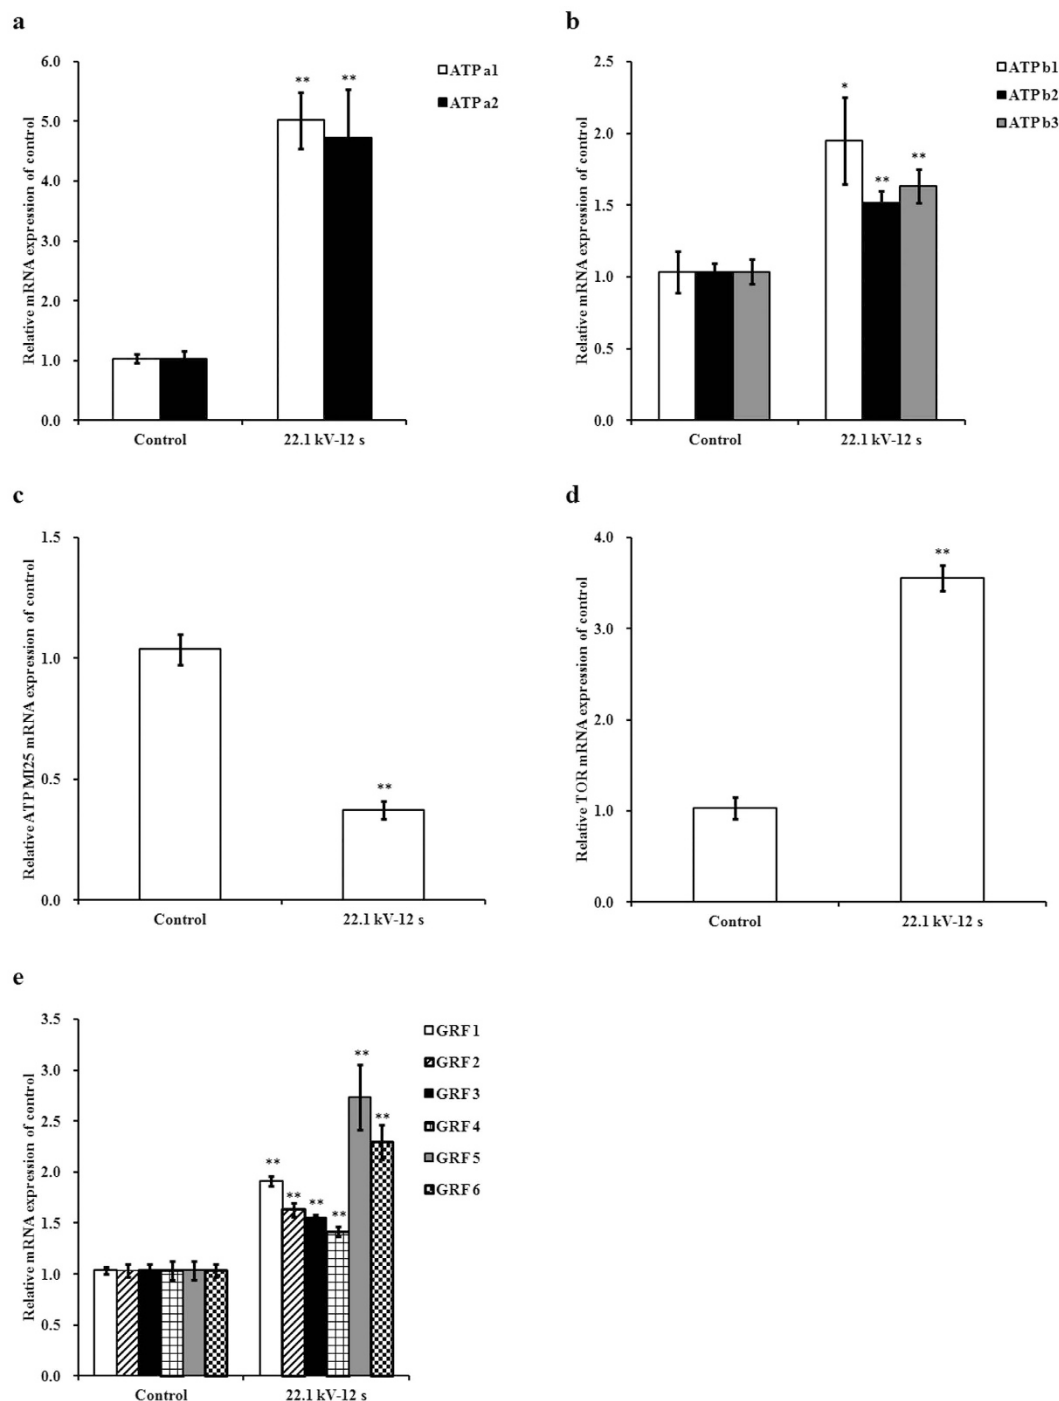 a
Relative mRNA expression of control
6.0
5.0
4.0
3.0
2.0
1.0
0.0
** **
Control 22.1 kV-12 s
ATPa1
ATPa2
b
Relative mRNA expression of control
2.5
2.0
1.5
1.0
0.5
0.0
* ** **
Control 22.1 kV-12 s
ATPb1
ATPb2
ATPb3
c
Relative ATP MI25 mRNA expression of control
1.5
1.0
0.5
0.0
**
Control 22.1 kV-12 s
d
Relative TOR mRNA expression of control
4.0
3.0
2.0
1.0
0.0
**
Control 22.1 kV-12 s
e
Relative mRNA expression of control
3.5
3.0
2.5
2.0
1.5
1.0
0.5
0.0
** ** ** ** ** **
Control 22.1 kV-12 s
GRF1
GRF2
GRF3
GRF4
GRF5
GRF6